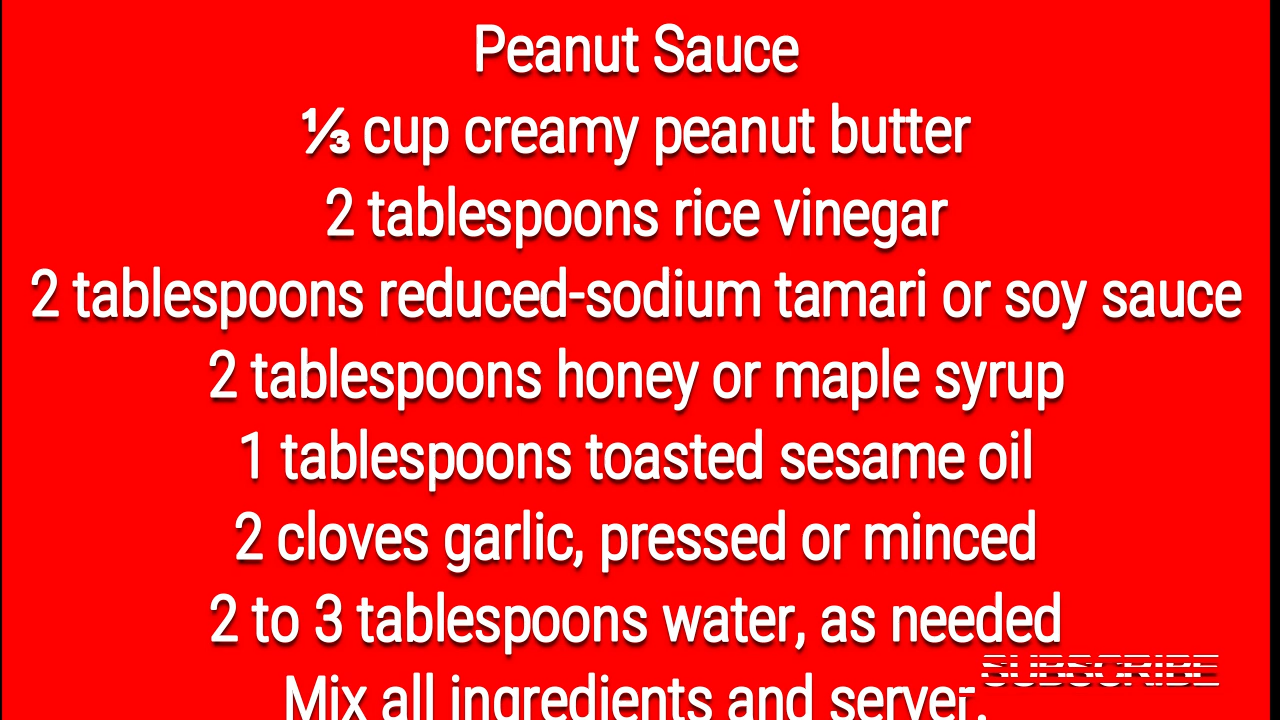 Peanut Sauce
⅓ cup creamy peanut butter
2 tablespoons rice vinegar
2 tablespoons reduced-sodium tamari or soy sauce
2 tablespoons honey or maple syrup
1 tablespoons toasted sesame oil
2 cloves garlic, pressed or minced
2 to 3 tablespoons water, as needed
SUBSCRIBE
Mix all ingredients and server.